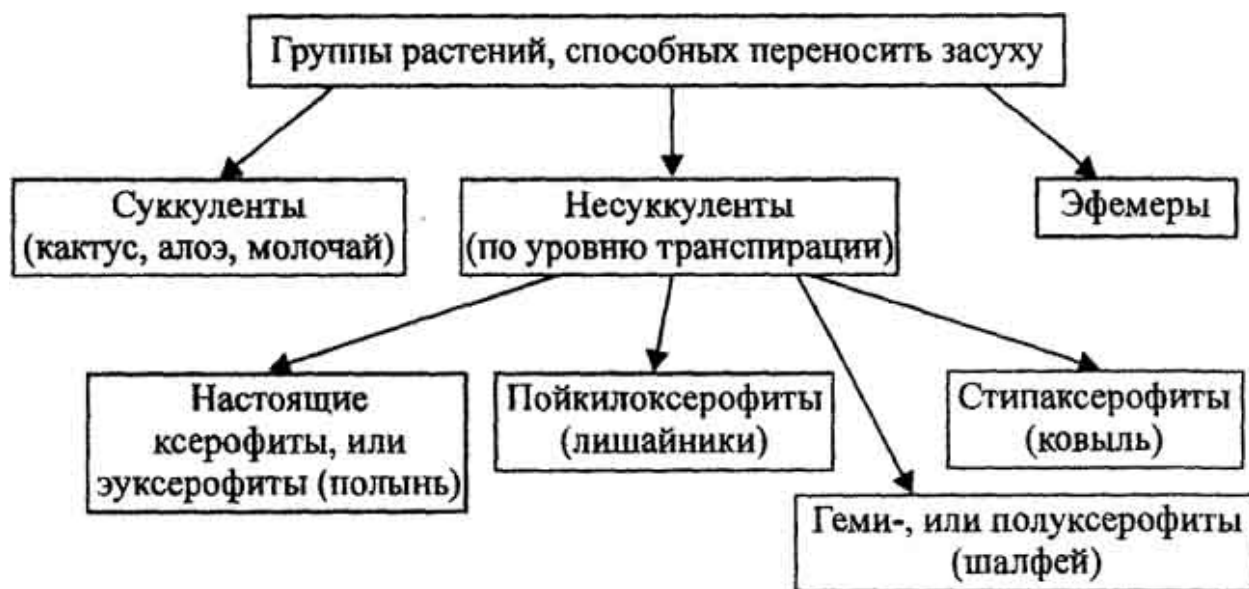 Группы растений, способных переносить засуху
Суккуленты
(кактус, алоэ, молочай)
Несуккуленты
(по уровню транспирации)
Эфемеры
Настоящие
ксерофиты, или
эуксерофиты (полынь)
Пойкилоксерофиты
(лишайники)
Стипаксерофиты
(ковыль)
Геми-, или полуксерофиты
(шалфей)